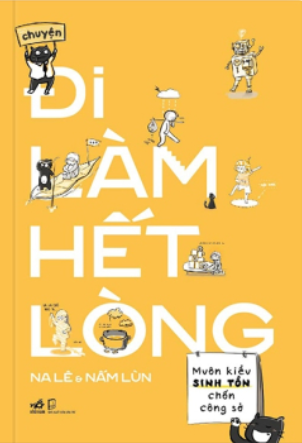 chuyện
Đi
LÀM
HẾT
LÒNG
NA LÊ & NẤM LÙN
Muôn kiểu
SINH TỒN
chốn
công sở